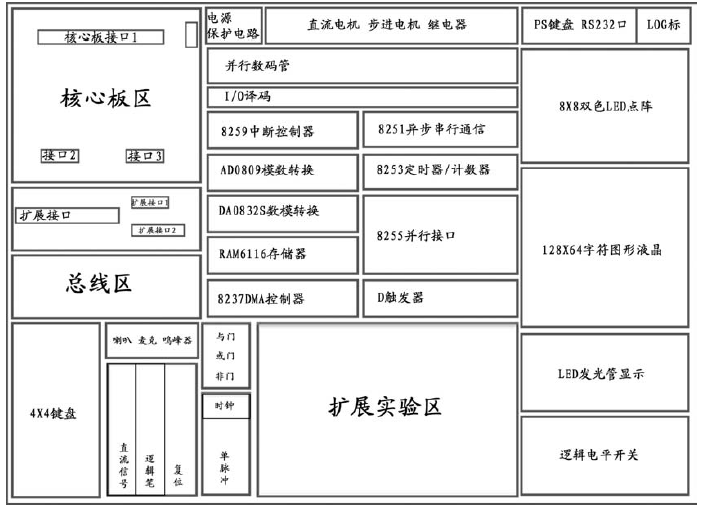 核心板接口1
核心板区
接口2
接口3
扩展接口
扩展接口1
扩展接口2
总线区
4X4键盘
喇叭 麦克 鸣峰器
直流信号
逻辑笔
复位
电源
保护电路
直流电机 步进电机 继电器
并行数码管
I/O译码
8259中断控制器
8251异步串行通信
AD0809模数转换
8253定时器/计数器
DA0832S数模转换
8255并行接口
RAM6116存储器
8237DMA控制器
D触发器
与门
或门
非门
时钟
单脉冲
扩展实验区
PS键盘 RS232口
LOG标
8X8双色LED点阵
128X64字符图形液晶
LED发光管显示
逻辑电平开关